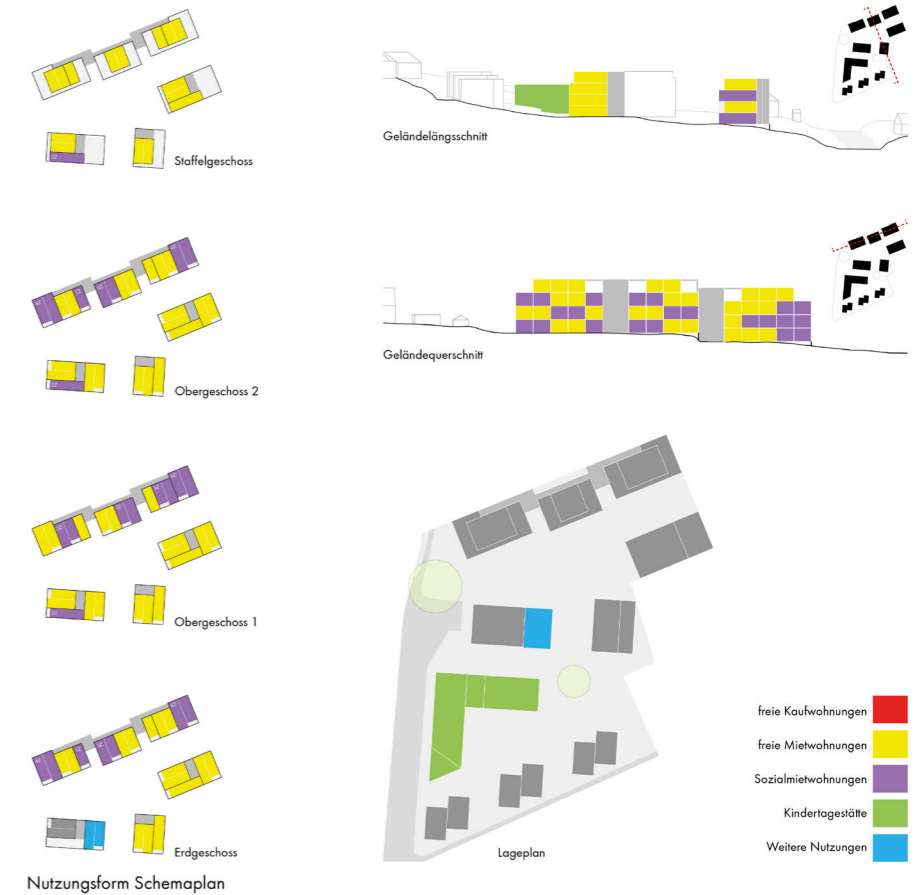 Staffelgeschoss
Geländelängsschnitt
Obergeschoss 2
Geländequerschnitt
Obergeschoss 1
Erdgeschoss
Lageplan
freie Kaufwohnungen
freie Mietwohnungen
Sozialmietwohnungen
Kindertagestätte
Weitere Nutzungen
Nutzungsform Schemaplan